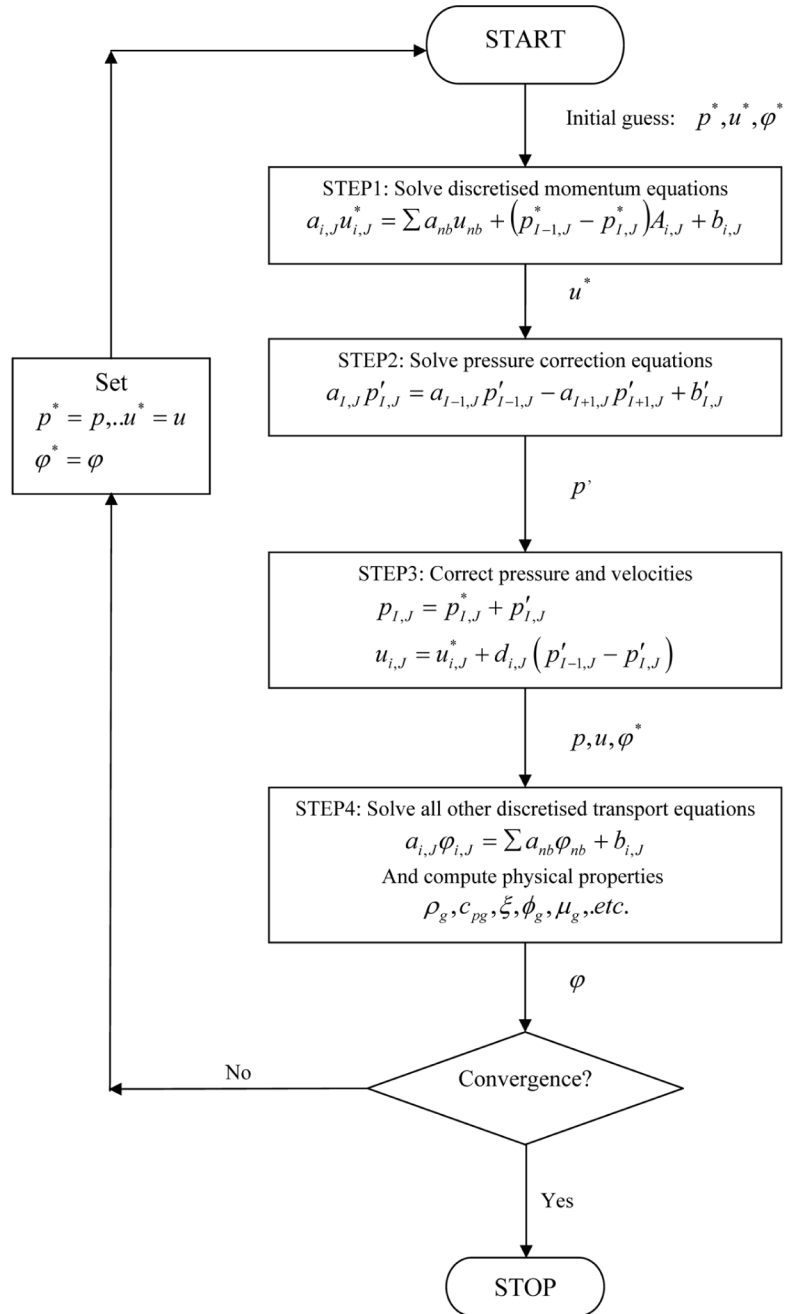 START
Initial guess: p*,u*,φ*
STEP1: Solve discretised momentum equations
a_{i,J}u*_{i,J} = ∑a_{nb}u_{nb} + (p*_{I−1,J} − p*_{I,J})A_{i,J} + b_{i,J}
u*
STEP2: Solve pressure correction equations
a_{I,J}p′_{I,J} = a_{I−1,J}p′_{I−1,J} − a_{I+1,J}p′_{I+1,J} + b′_{I,J}
Set
p* = p,..u* = u
φ* = φ
p’
STEP3: Correct pressure and velocities
p_{I,J} = p*_{I,J} + p′_{I,J}
u_{i,J} = u*_{i,J} + d_{i,J}(p′_{I−1,J} − p′_{I,J})
p,u,φ*
STEP4: Solve all other discretised transport equations
a_{i,J}φ_{i,J} = ∑a_{nb}φ_{nb} + b_{i,J}
And compute physical properties
ρ_g,c_{pg},ξ,ϕ_g,μ_g,.etc.
φ
No
Convergence?
Yes
STOP